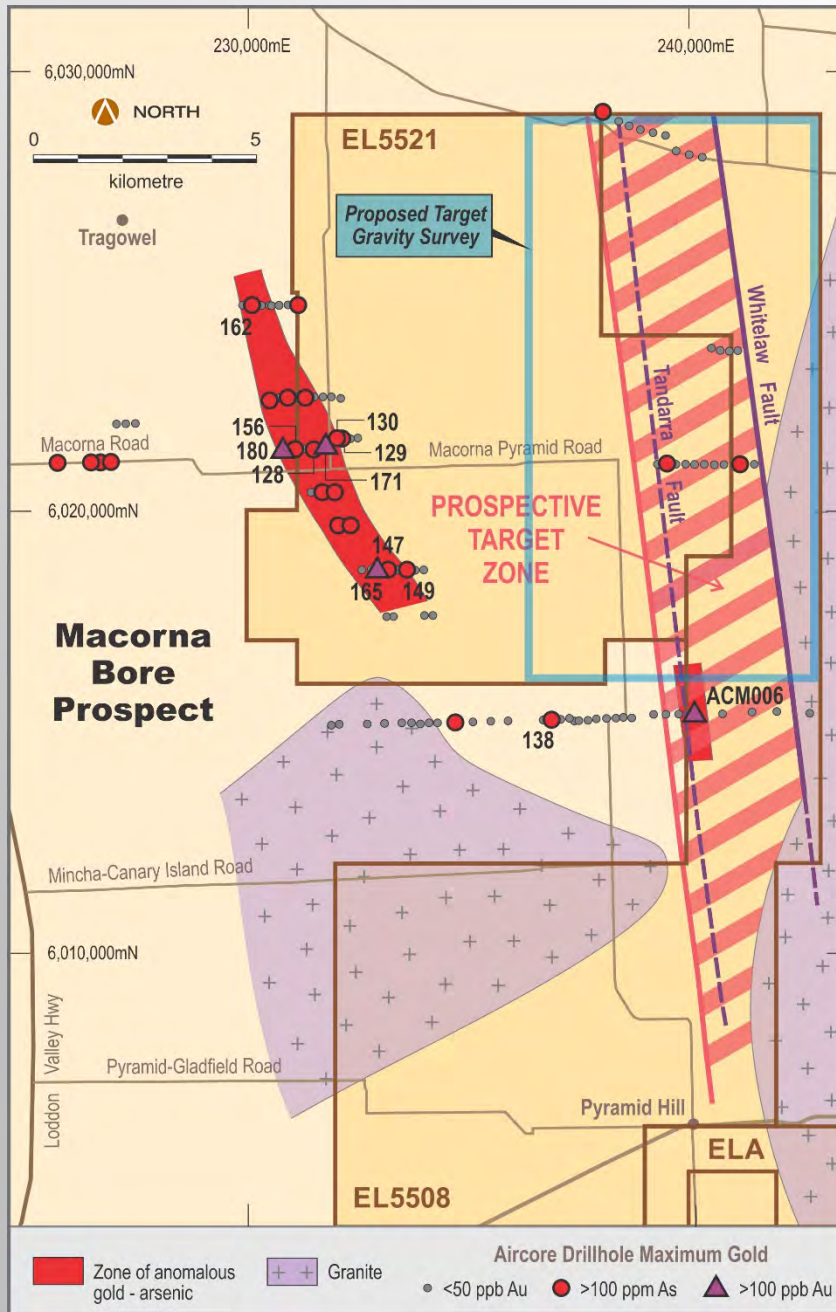 230,000mE
240,000mE
6,030,000mN
NORTH
0
5
kilometre
EL5521
Proposed Target
Gravity Survey
Tragowel
162
Whitelaw Fault
Tandarra Fault
130
156
Macorna Road
180
129
Macorna Pyramid Road
128
171
6,020,000mN
PROSPECTIVE
TARGET
ZONE
147
165
149
Macorna
Bore
Prospect
ACM006
138
Mincha-Canary Island Road
6,010,000mN
Loddon Valley Hwy
Pyramid-Gladfield Road
Pyramid Hill
ELA
EL5508
Aircore Drillhole Maximum Gold
Zone of anomalous
gold - arsenic
Granite
<50 ppb Au
>100 ppm As
>100 ppb Au